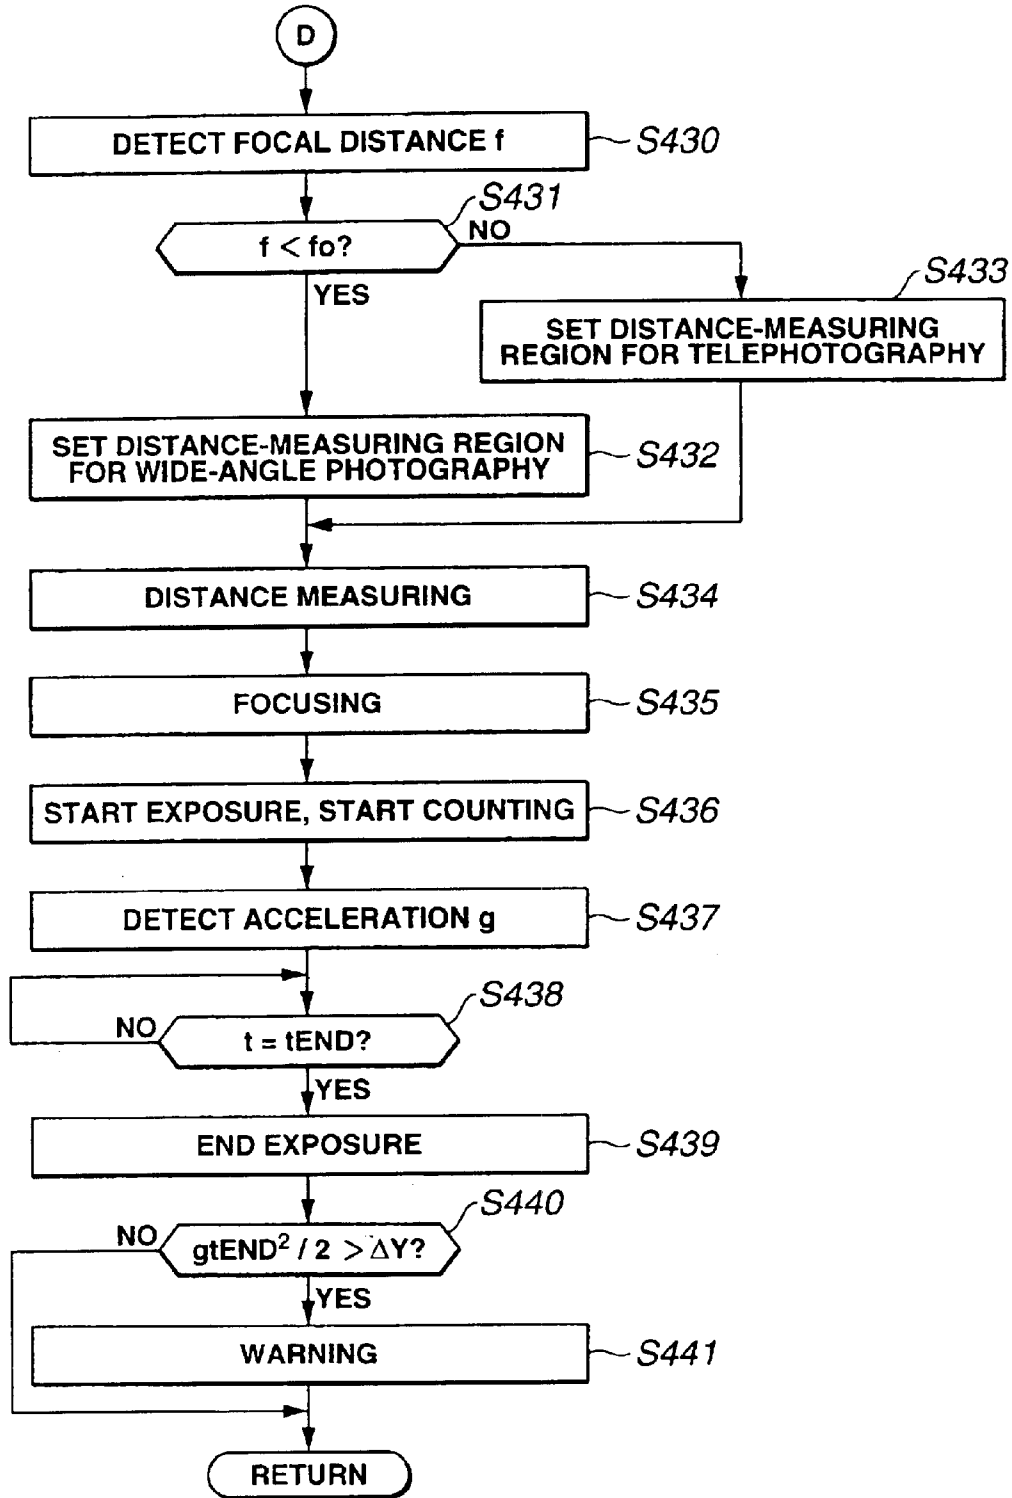 D
DETECT FOCAL DISTANCE f
S430
S431
f < fo?
NO
YES
S433
SET DISTANCE-MEASURING
REGION FOR TELEPHOTOGRAPHY
SET DISTANCE-MEASURING REGION
FOR WIDE-ANGLE PHOTOGRAPHY
S432
DISTANCE MEASURING
S434
FOCUSING
S435
START EXPOSURE, START COUNTING
S436
DETECT ACCELERATION g
S437
S438
NO
t = tEND?
YES
END EXPOSURE
S439
S440
NO
gtEND² / 2 > ΔY?
YES
WARNING
S441
RETURN